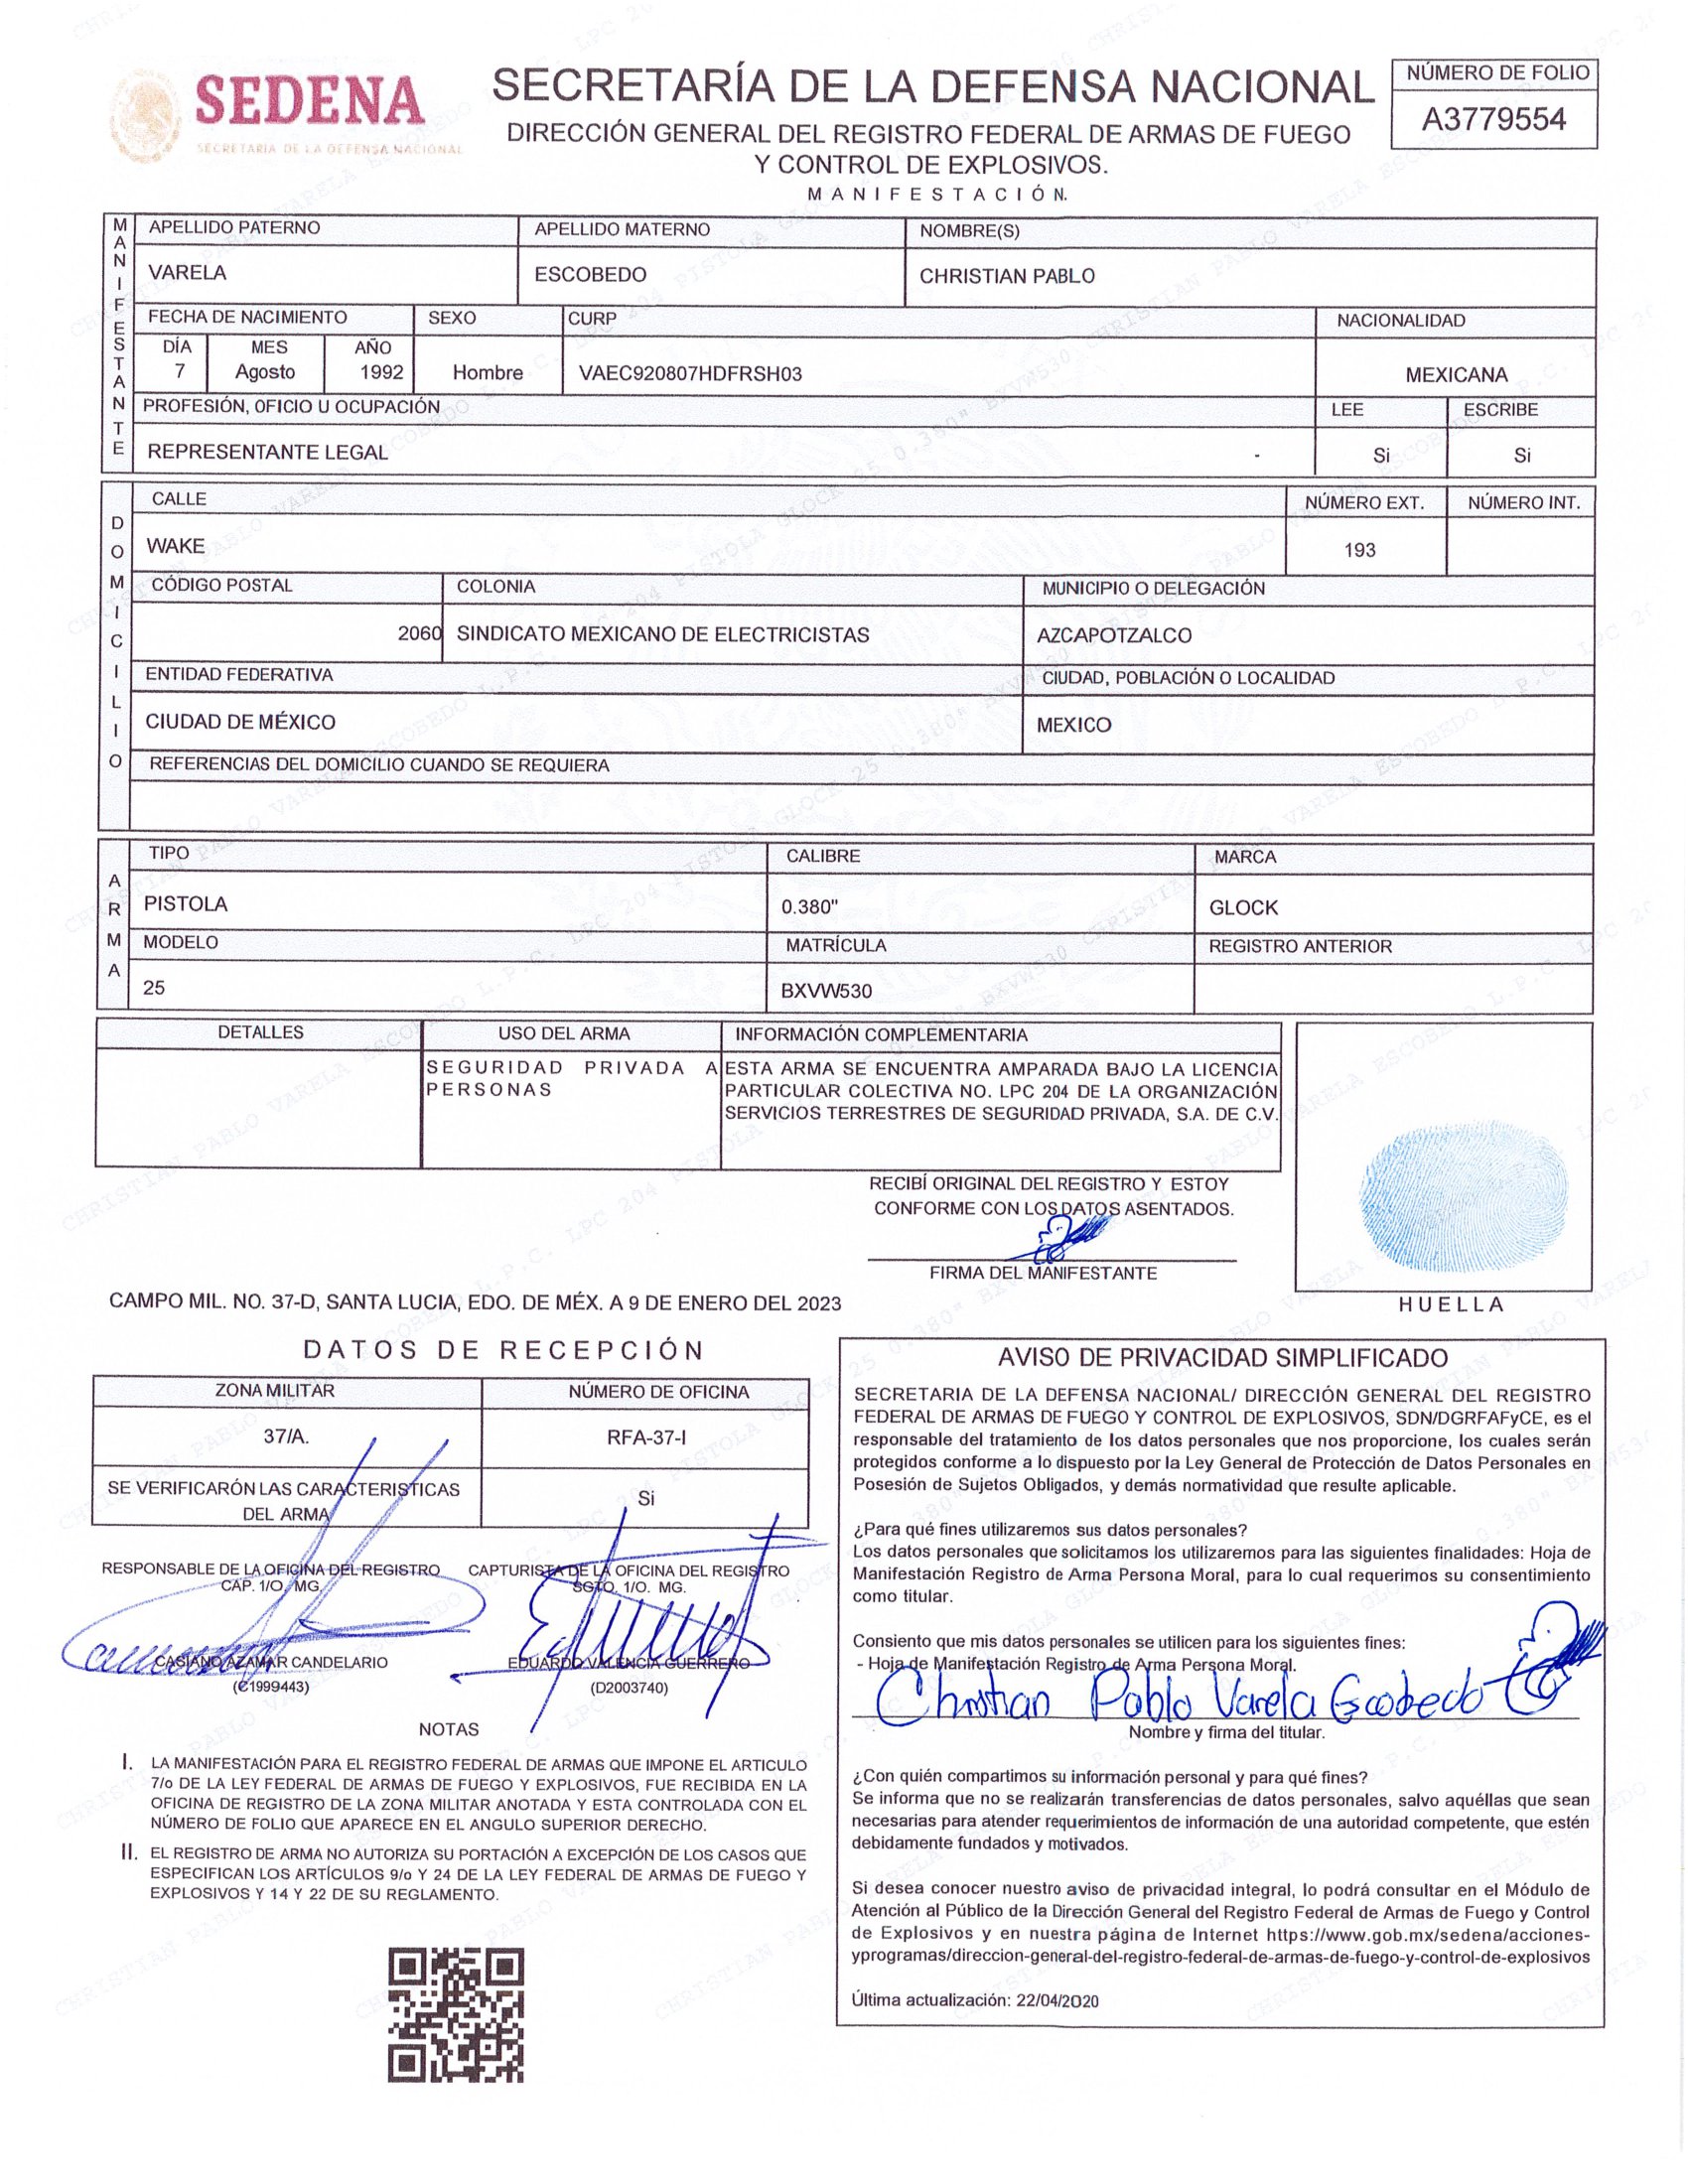 SEDENA
SECRETARÍA DE LA DEFENSA NACIONAL
SECRETARÍA DE LA DEFENSA NACIONAL
DIRECCIÓN GENERAL DEL REGISTRO FEDERAL DE ARMAS DE FUEGO
Y CONTROL DE EXPLOSIVOS.
MANIFESTACIÓN.
NÚMERO DE FOLIO
A3779554
MANIFESTANTE
APELLIDO PATERNO APELLIDO MATERNO NOMBRE(S)
VARELA ESCOBEDO CHRISTIAN PABLO
FECHA DE NACIMIENTO SEXO CURP NACIONALIDAD
DÍA MES AÑO
7 Agosto 1992 Hombre VAEC920807HDFRSH03 MEXICANA
PROFESIÓN, OFICIO U OCUPACIÓN LEE ESCRIBE
REPRESENTANTE LEGAL - Si Si
DOMICILIO
CALLE NÚMERO EXT. NÚMERO INT.
WAKE 193
CÓDIGO POSTAL COLONIA MUNICIPIO O DELEGACIÓN
2060 SINDICATO MEXICANO DE ELECTRICISTAS AZCAPOTZALCO
ENTIDAD FEDERATIVA CIUDAD, POBLACIÓN O LOCALIDAD
CIUDAD DE MÉXICO MEXICO
REFERENCIAS DEL DOMICILIO CUANDO SE REQUIERA
ARMA
TIPO CALIBRE MARCA
PISTOLA 0.380" GLOCK
MODELO MATRÍCULA REGISTRO ANTERIOR
25 BXVW530
DETALLES USO DEL ARMA INFORMACIÓN COMPLEMENTARIA
SEGURIDAD PRIVADA A
PERSONAS
ESTA ARMA SE ENCUENTRA AMPARADA BAJO LA LICENCIA
PARTICULAR COLECTIVA NO. LPC 204 DE LA ORGANIZACIÓN
SERVICIOS TERRESTRES DE SEGURIDAD PRIVADA, S.A. DE C.V.
RECIBÍ ORIGINAL DEL REGISTRO Y ESTOY
CONFORME CON LOS DATOS ASENTADOS.
FIRMA DEL MANIFESTANTE
HUELLA
CAMPO MIL. NO. 37-D, SANTA LUCIA, EDO. DE MÉX. A 9 DE ENERO DEL 2023
DATOS DE RECEPCIÓN
ZONA MILITAR NÚMERO DE OFICINA
37/A. RFA-37-I
SE VERIFICARÓN LAS CARACTERISTICAS
DEL ARMA
Si
RESPONSABLE DE LA OFICINA DEL REGISTRO
CAP. 1/O. MG.
CASIANO AZAMAR CANDELARIO
(C1999443)
CAPTURISTA DE LA OFICINA DEL REGISTRO
SGTO. 1/O. MG.
EDUARDO VALENCIA GUERRERO
(D2003740)
NOTAS
I. LA MANIFESTACIÓN PARA EL REGISTRO FEDERAL DE ARMAS QUE IMPONE EL ARTICULO
7/o DE LA LEY FEDERAL DE ARMAS DE FUEGO Y EXPLOSIVOS, FUE RECIBIDA EN LA
OFICINA DE REGISTRO DE LA ZONA MILITAR ANOTADA Y ESTA CONTROLADA CON EL
NÚMERO DE FOLIO QUE APARECE EN EL ANGULO SUPERIOR DERECHO.
II. EL REGISTRO DE ARMA NO AUTORIZA SU PORTACIÓN A EXCEPCIÓN DE LOS CASOS QUE
ESPECIFICAN LOS ARTÍCULOS 9/o Y 24 DE LA LEY FEDERAL DE ARMAS DE FUEGO Y
EXPLOSIVOS Y 14 Y 22 DE SU REGLAMENTO.
AVISO DE PRIVACIDAD SIMPLIFICADO
SECRETARIA DE LA DEFENSA NACIONAL/ DIRECCIÓN GENERAL DEL REGISTRO
FEDERAL DE ARMAS DE FUEGO Y CONTROL DE EXPLOSIVOS, SDN/DGRFAFyCE, es el
responsable del tratamiento de los datos personales que nos proporcione, los cuales serán
protegidos conforme a lo dispuesto por la Ley General de Protección de Datos Personales en
Posesión de Sujetos Obligados, y demás normatividad que resulte aplicable.
¿Para qué fines utilizaremos sus datos personales?
Los datos personales que solicitamos los utilizaremos para las siguientes finalidades: Hoja de
Manifestación Registro de Arma Persona Moral, para lo cual requerimos su consentimiento
como titular.
Consiento que mis datos personales se utilicen para los siguientes fines:
- Hoja de Manifestación Registro de Arma Persona Moral.
Christian Pablo Varela Escobedo
Nombre y firma del titular.
¿Con quién compartimos su información personal y para qué fines?
Se informa que no se realizarán transferencias de datos personales, salvo aquéllas que sean
necesarias para atender requerimientos de información de una autoridad competente, que estén
debidamente fundados y motivados.
Si desea conocer nuestro aviso de privacidad integral, lo podrá consultar en el Módulo de
Atención al Público de la Dirección General del Registro Federal de Armas de Fuego y Control
de Explosivos y en nuestra página de Internet https://www.gob.mx/sedena/acciones-
yprogramas/direccion-general-del-registro-federal-de-armas-de-fuego-y-control-de-explosivos
Última actualización: 22/04/2020